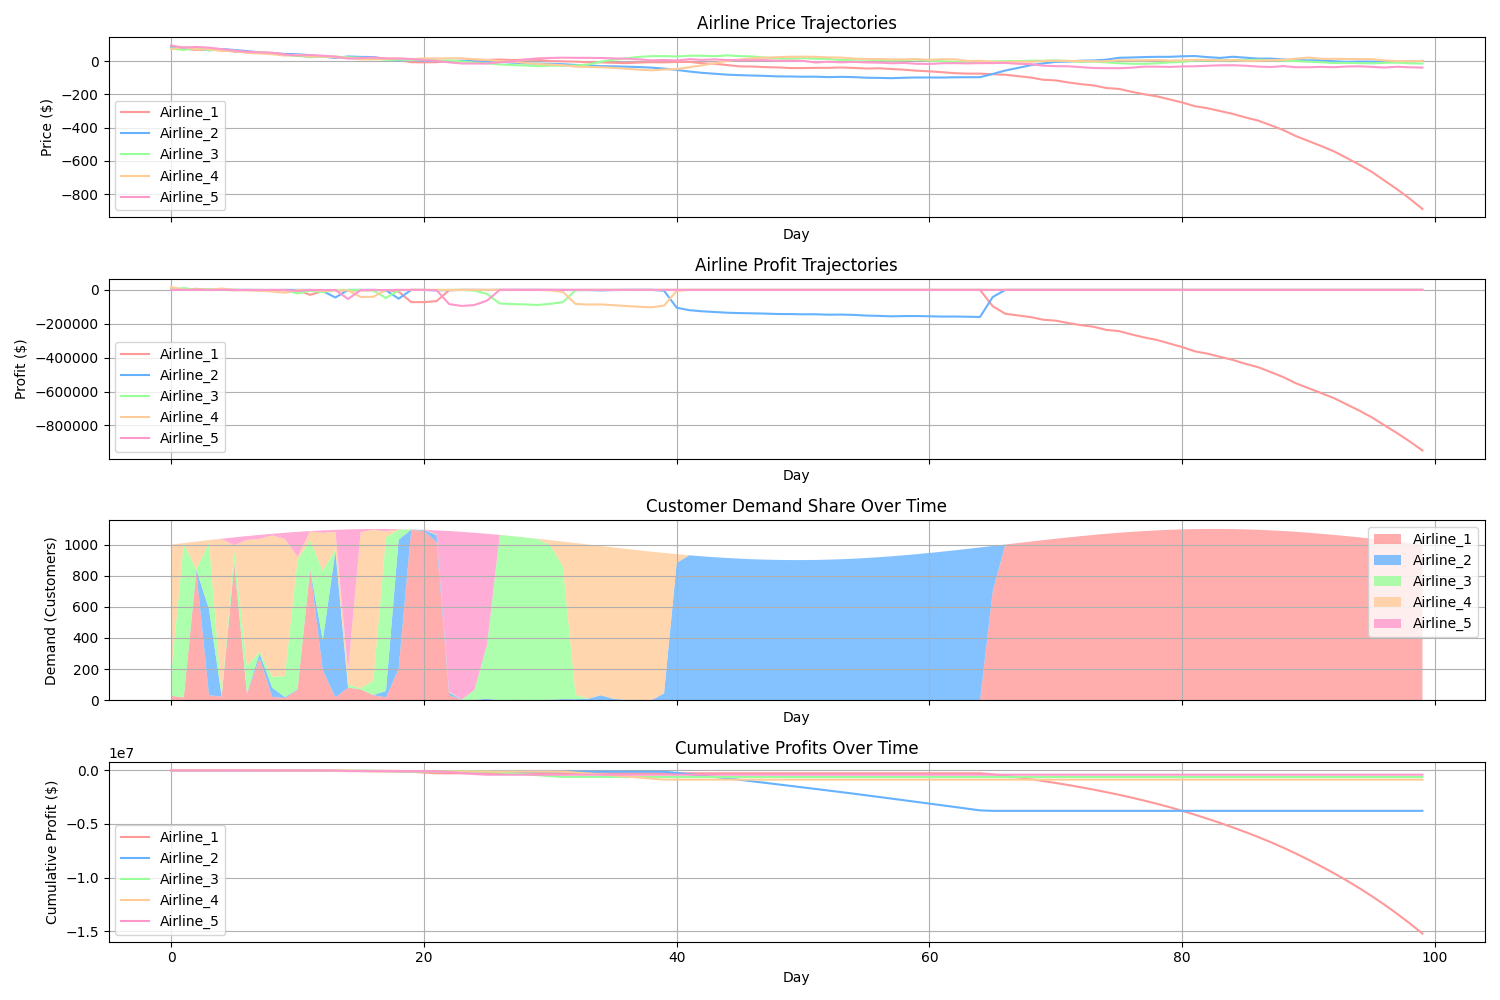 Airline Price Trajectories
Price ($)
0
−200
−400
−600
−800
Airline_1
Airline_2
Airline_3
Airline_4
Airline_5
Day
Airline Profit Trajectories
Profit ($)
0
−200000
−400000
−600000
−800000
Airline_1
Airline_2
Airline_3
Airline_4
Airline_5
Day
Customer Demand Share Over Time
Demand (Customers)
1000
800
600
400
200
0
Airline_1
Airline_2
Airline_3
Airline_4
Airline_5
Day
Cumulative Profits Over Time
1e7
Cumulative Profit ($)
0.0
−0.5
−1.0
−1.5
Airline_1
Airline_2
Airline_3
Airline_4
Airline_5
0 20 40 60 80 100
Day